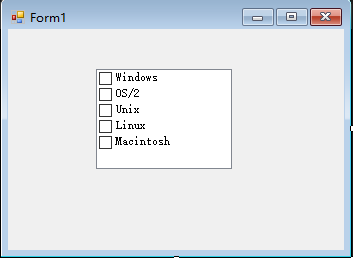 Form1
Windows
OS/2
Unix
Linux
Macintosh